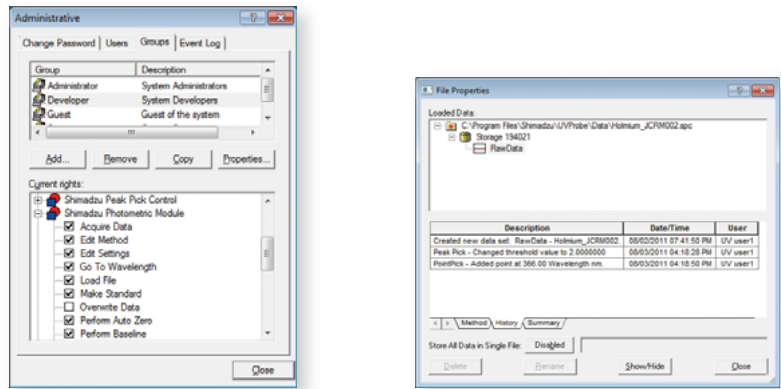 Administrative
Change Password Users Groups Event Log
Group Description
Administrator System Administrators
Developer System Developers
Guest Guest of the system
Add... Remove Copy Properties...
Current rights:
Shimadzu Peak Pick Control
Shimadzu Photometric Module
Acquire Data
Edit Method
Edit Settings
Go To Wavelength
Load File
Make Standard
Overwrite Data
Perform Auto Zero
Perform Baseline
Close
File Properties
Loaded Data:
C:\Program Files\Shimadzu\UVProbe\Data\Holmium_JCRM002.spc
Storage 194021
RawData
Description Date/Time User
Created new data set: RawData - Holmium_JCRM002. 08/02/2011 07:41:50 PM UV user1
Peak Pick - Changed threshold value to 2.0000000 08/03/2011 04:18:28 PM UV user1
PointPick - Added point at 366.00 Wavelength nm. 08/03/2011 04:18:50 PM UV user1
Method History Summary
Store All Data in Single File: Disabled
Delete Rename Show/Hide Close